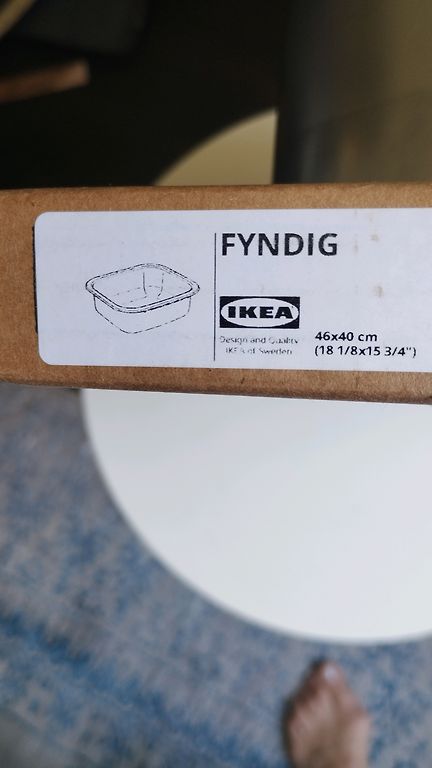 FYNDIG
IKEA
Design and Quality
IKEA of Sweden
46x40 cm
(18 1/8x15 3/4")